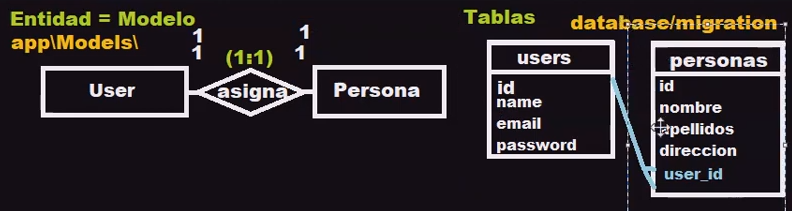 Entidad = Modelo
app\Models\
1 1
1 1
(1:1)
User
asigna
Persona
Tablas
database/migration
users
id
name
email
password
personas
id
nombre
apellidos
direccion
user_id